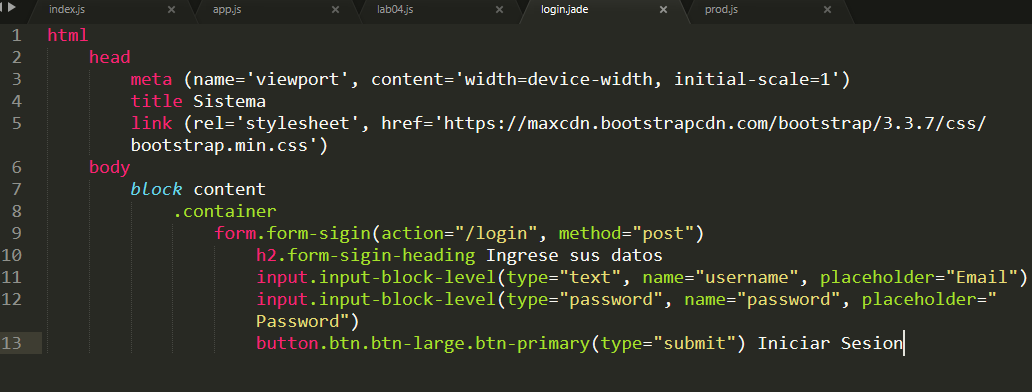 index.js × app.js × lab04.js × login.jade × prod.js ×
1 html
2 head
3 meta (name='viewport', content='width=device-width, initial-scale=1')
4 title Sistema
5 link (rel='stylesheet', href='https://maxcdn.bootstrapcdn.com/bootstrap/3.3.7/css/
bootstrap.min.css')
6 body
7 block content
8 .container
9 form.form-sigin(action="/login", method="post")
10 h2.form-sigin-heading Ingrese sus datos
11 input.input-block-level(type="text", name="username", placeholder="Email")
12 input.input-block-level(type="password", name="password", placeholder="
Password")
13 button.btn.btn-large.btn-primary(type="submit") Iniciar Sesion